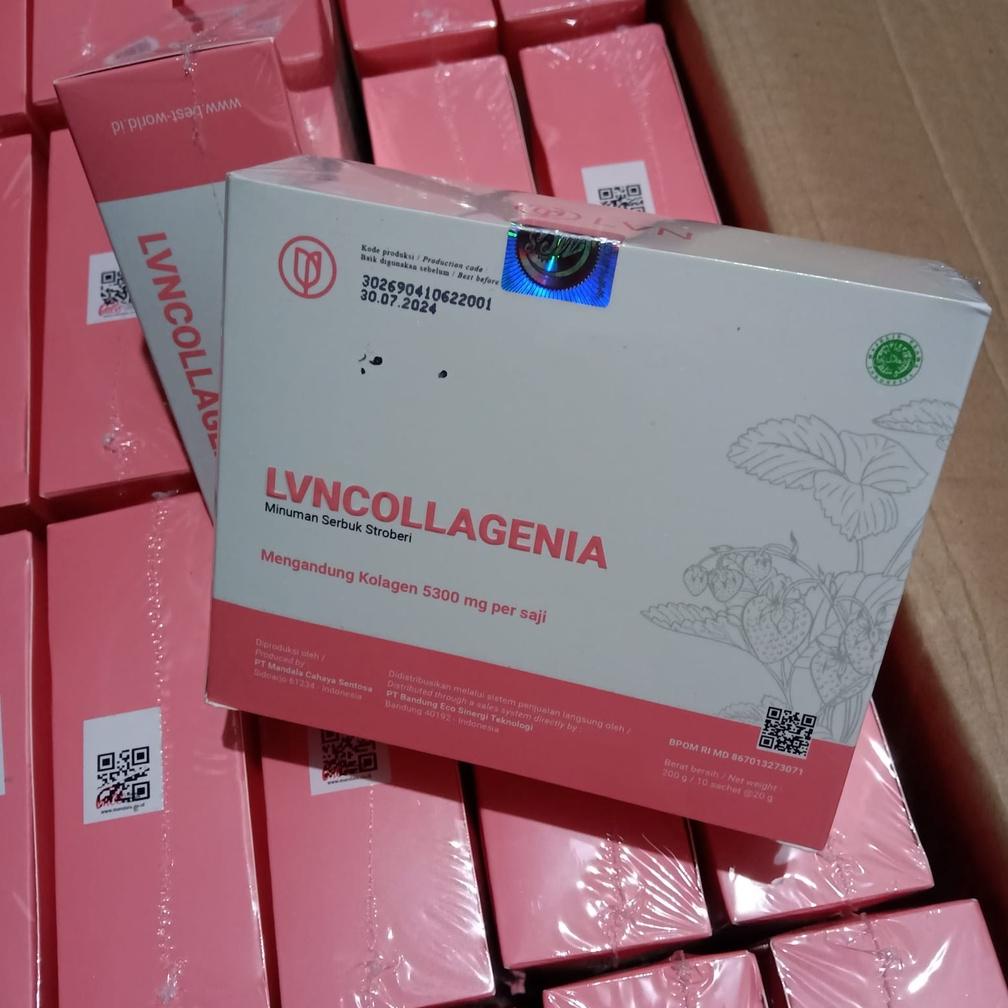 www.best-world.id
LVNCOLLAGE
Kode produksi / Production code
Baik digunakan sebelum / Best before
302690410622001
30.07.2024
LVNCOLLAGENIA
Minuman Serbuk Stroberi
Mengandung Kolagen 5300 mg per saji
Diproduksi oleh /
Produced by
PT Mandala Cahaya Sentosa
Sidoarjo 61234 - Indonesia
Didistribusikan melalui sistem penjualan langsung oleh /
Distributed through a sales system directly by :
PT Bandung Eco Sinergi Teknologi
Bandung 40192 - Indonesia
BPOM RI MD 867013273071
Berat bersih / Net weight
200 g / 10 sachet @20 g